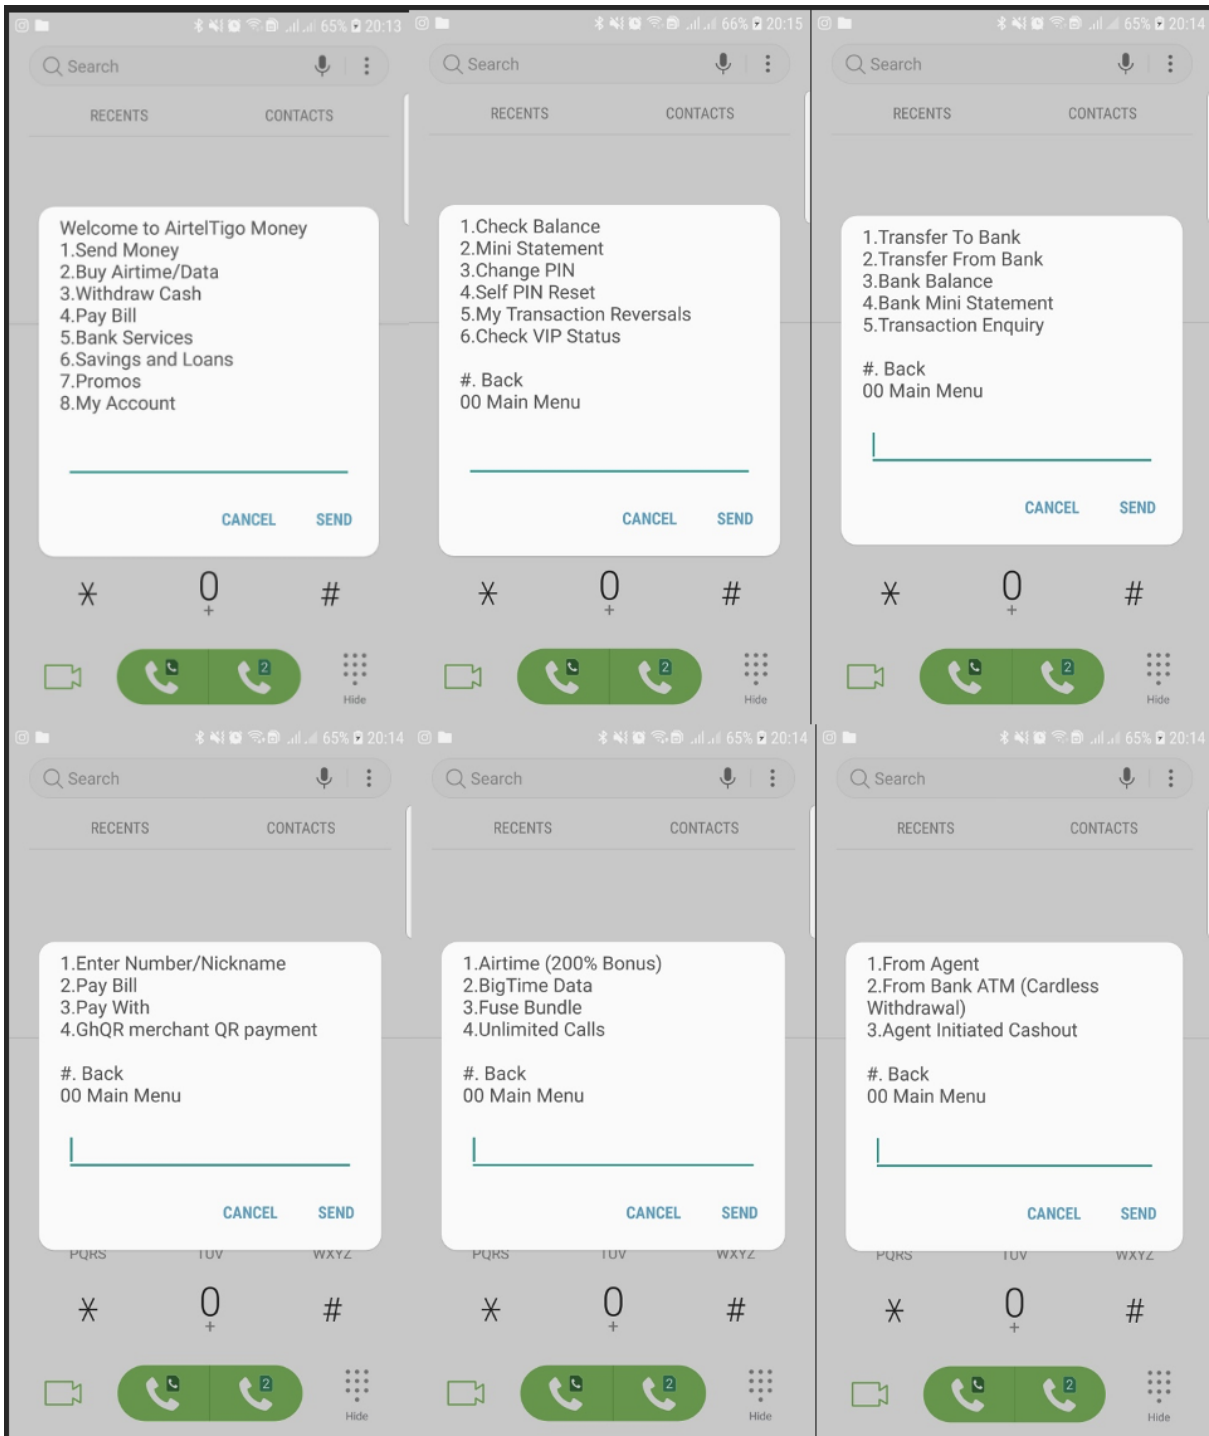 65% 20:13
Search
RECENTS CONTACTS
Welcome to AirtelTigo Money
1.Send Money
2.Buy Airtime/Data
3.Withdraw Cash
4.Pay Bill
5.Bank Services
6.Savings and Loans
7.Promos
8.My Account
CANCEL SEND
* 0 #
+
2
Hide
66% 20:15
Search
RECENTS CONTACTS
1.Check Balance
2.Mini Statement
3.Change PIN
4.Self PIN Reset
5.My Transaction Reversals
6.Check VIP Status
#. Back
00 Main Menu
CANCEL SEND
* 0 #
+
2
Hide
65% 20:14
Search
RECENTS CONTACTS
1.Transfer To Bank
2.Transfer From Bank
3.Bank Balance
4.Bank Mini Statement
5.Transaction Enquiry
#. Back
00 Main Menu
CANCEL SEND
* 0 #
+
2
Hide
65% 20:14
Search
RECENTS CONTACTS
1.Enter Number/Nickname
2.Pay Bill
3.Pay With
4.GhQR merchant QR payment
#. Back
00 Main Menu
CANCEL SEND
PQRS TUV WXYZ
* 0 #
+
2
Hide
65% 20:14
Search
RECENTS CONTACTS
1.Airtime (200% Bonus)
2.BigTime Data
3.Fuse Bundle
4.Unlimited Calls
#. Back
00 Main Menu
CANCEL SEND
PQRS TUV WXYZ
* 0 #
+
2
Hide
65% 20:14
Search
RECENTS CONTACTS
1.From Agent
2.From Bank ATM (Cardless
Withdrawal)
3.Agent Initiated Cashout
#. Back
00 Main Menu
CANCEL SEND
PQRS TUV WXYZ
* 0 #
+
2
Hide